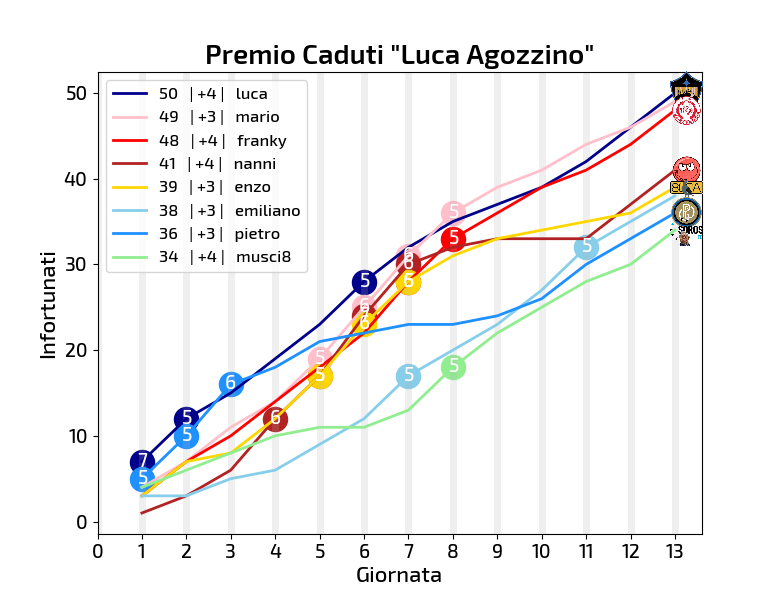 Premio Caduti "Luca Agozzino"
50 | +4 | luca
49 | +3 | mario
48 | +4 | franky
41 | +4 | nanni
39 | +3 | enzo
38 | +3 | emiliano
36 | +3 | pietro
34 | +4 | musci8
Infortunati
50
40
30
20
10
0
7 5 5 5 6 6 5 5 5 5 6 5 6 5 5 5 5 5
SOROS
0 1 2 3 4 5 6 7 8 9 10 11 12 13
Giornata